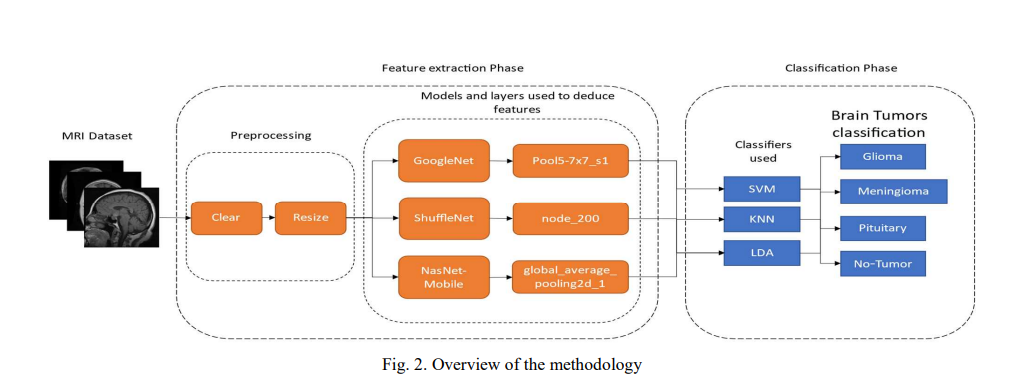 Feature extraction Phase
Classification Phase
Models and layers used to deduce
features
Brain Tumors
classification
MRI Dataset
Preprocessing
Classifiers
used
GoogleNet
Pool5-7x7_s1
Glioma
SVM
Meningioma
Clear
Resize
ShuffleNet
node_200
KNN
Pituitary
LDA
No-Tumor
NasNet-
Mobile
global_average_
pooling2d_1
Fig. 2. Overview of the methodology